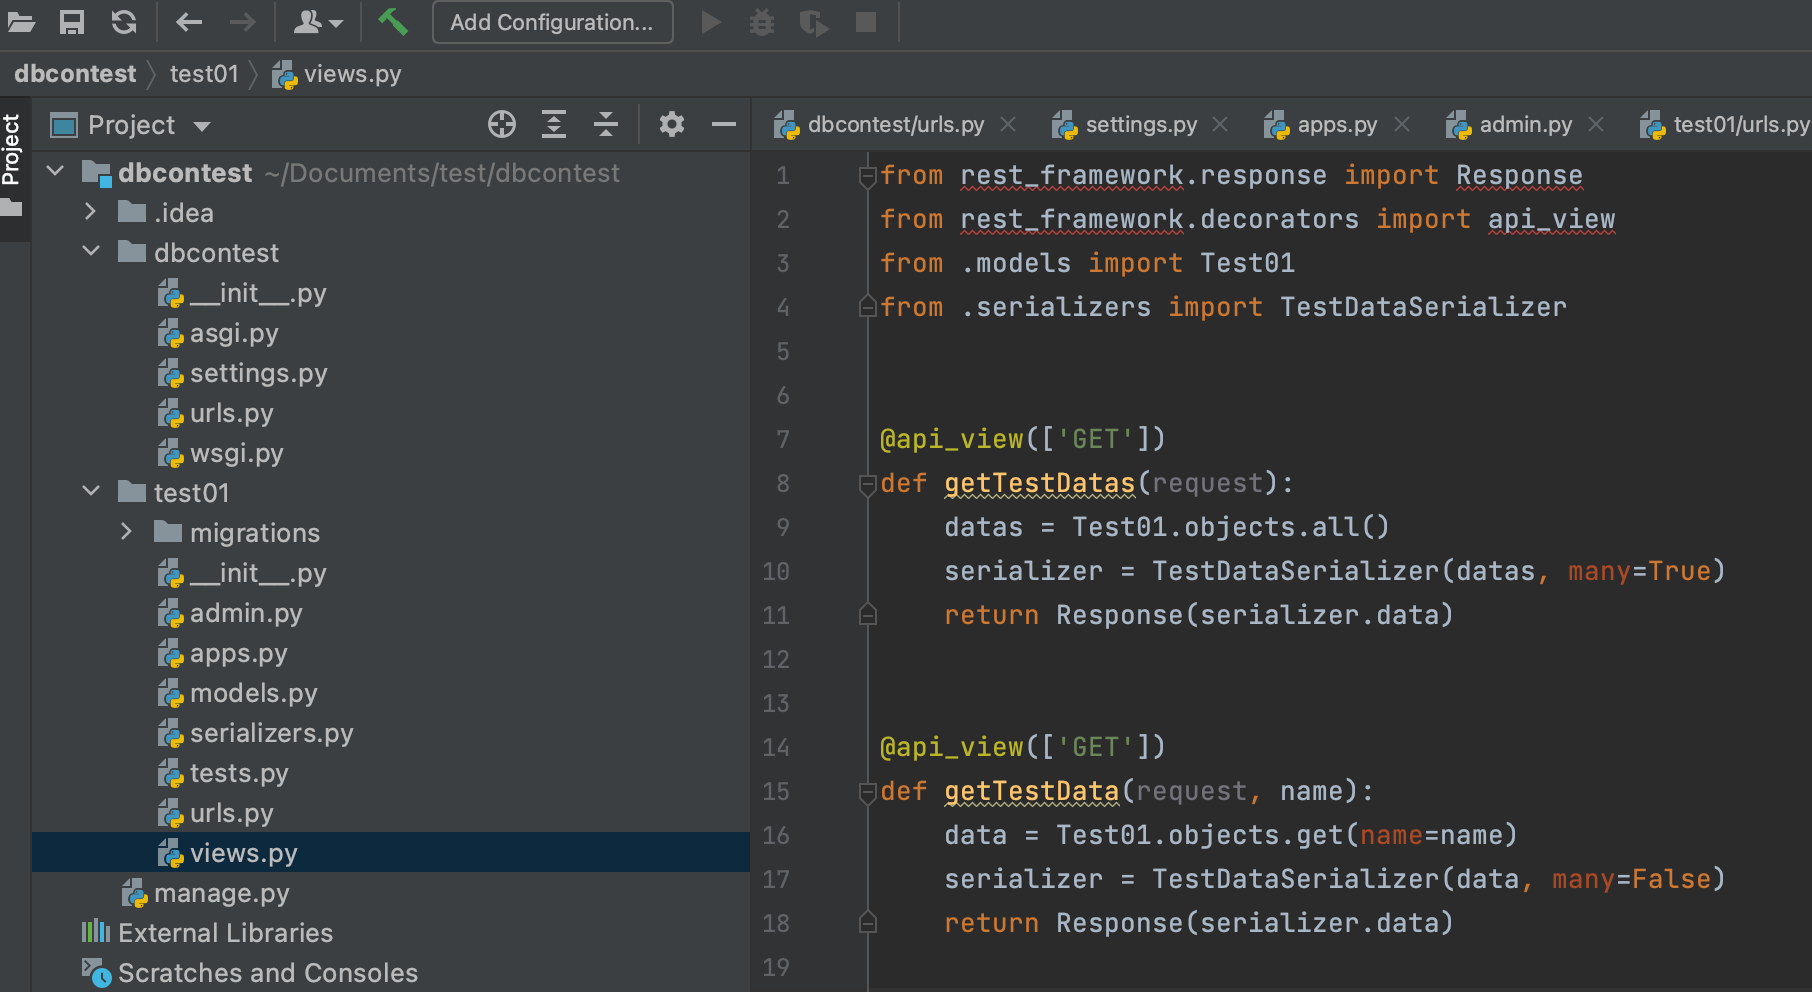 Add Configuration...
dbcontest test01 views.py
Project
Project
dbcontest/urls.py settings.py apps.py admin.py test01/urls.py
dbcontest ~/Documents/test/dbcontest
.idea
dbcontest
__init__.py
asgi.py
settings.py
urls.py
wsgi.py
test01
migrations
__init__.py
admin.py
apps.py
models.py
serializers.py
tests.py
urls.py
views.py
manage.py
External Libraries
Scratches and Consoles
1 from rest_framework.response import Response
2 from rest_framework.decorators import api_view
3 from .models import Test01
4 from .serializers import TestDataSerializer
5
6
7 @api_view(['GET'])
8 def getTestDatas(request):
9     datas = Test01.objects.all()
10     serializer = TestDataSerializer(datas, many=True)
11     return Response(serializer.data)
12
13
14 @api_view(['GET'])
15 def getTestData(request, name):
16     data = Test01.objects.get(name=name)
17     serializer = TestDataSerializer(data, many=False)
18     return Response(serializer.data)
19